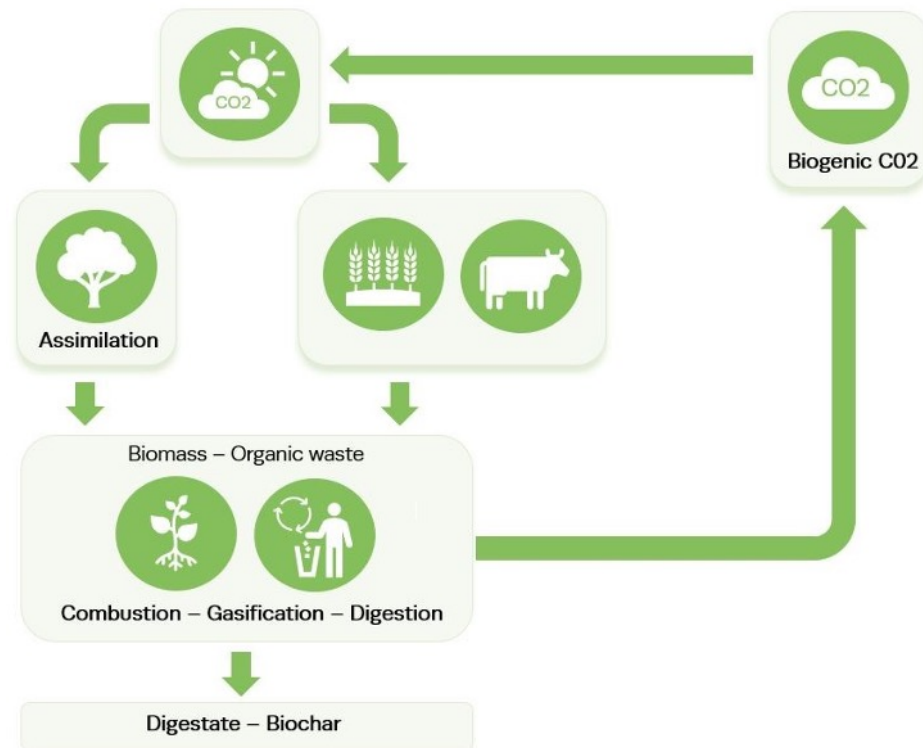 CO2
CO2
Biogenic C02
Assimilation
Biomass – Organic waste
Combustion – Gasification – Digestion
Digestate – Biochar